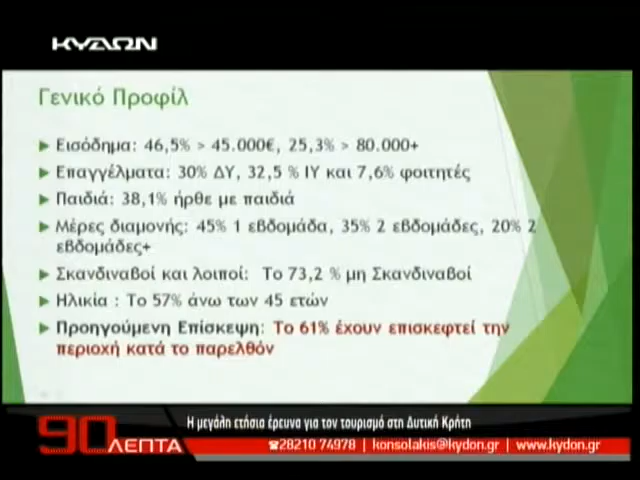 ΚΥΔΩΝ
Γενικό Προφίλ
Εισόδημα: 46,5% > 45.000€, 25,3% > 80.000+
Επαγγέλματα: 30% ΔΥ, 32,5 % ΙΥ και 7,6% φοιτητές
Παιδιά: 38,1% ήρθε με παιδιά
Μέρες διαμονής: 45% 1 εβδομάδα, 35% 2 εβδομάδες, 20% 2
εβδομάδες+
Σκανδιναβοί και λοιποί: Το 73,2 % μη Σκανδιναβοί
Ηλικία : Το 57% άνω των 45 ετών
Προηγούμενη Επίσκεψη: Το 61% έχουν επισκεφτεί την
περιοχή κατά το παρελθόν
90 ΛΕΠΤΑ
Η μεγάλη ετήσια έρευνα για τον τουρισμό στη Δυτική Κρήτη
☎28210 74978 | konsolakis@kydon.gr | www.kydon.gr